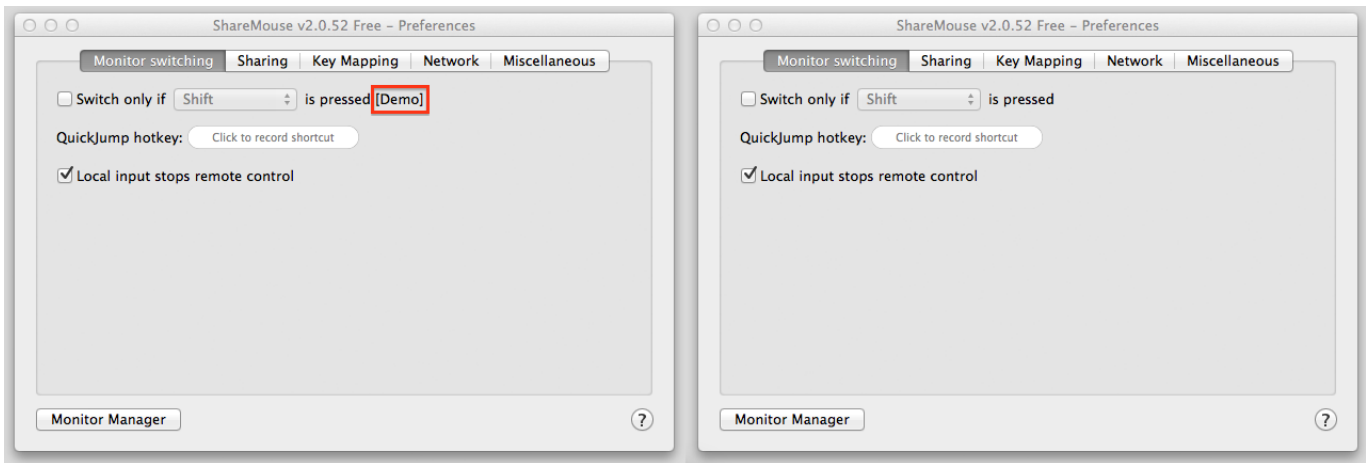 ShareMouse v2.0.52 Free – Preferences
Monitor switching Sharing Key Mapping Network Miscellaneous
Switch only if Shift is pressed [Demo]
QuickJump hotkey: Click to record shortcut
Local input stops remote control
Monitor Manager ?
ShareMouse v2.0.52 Free – Preferences
Monitor switching Sharing Key Mapping Network Miscellaneous
Switch only if Shift is pressed
QuickJump hotkey: Click to record shortcut
Local input stops remote control
Monitor Manager ?